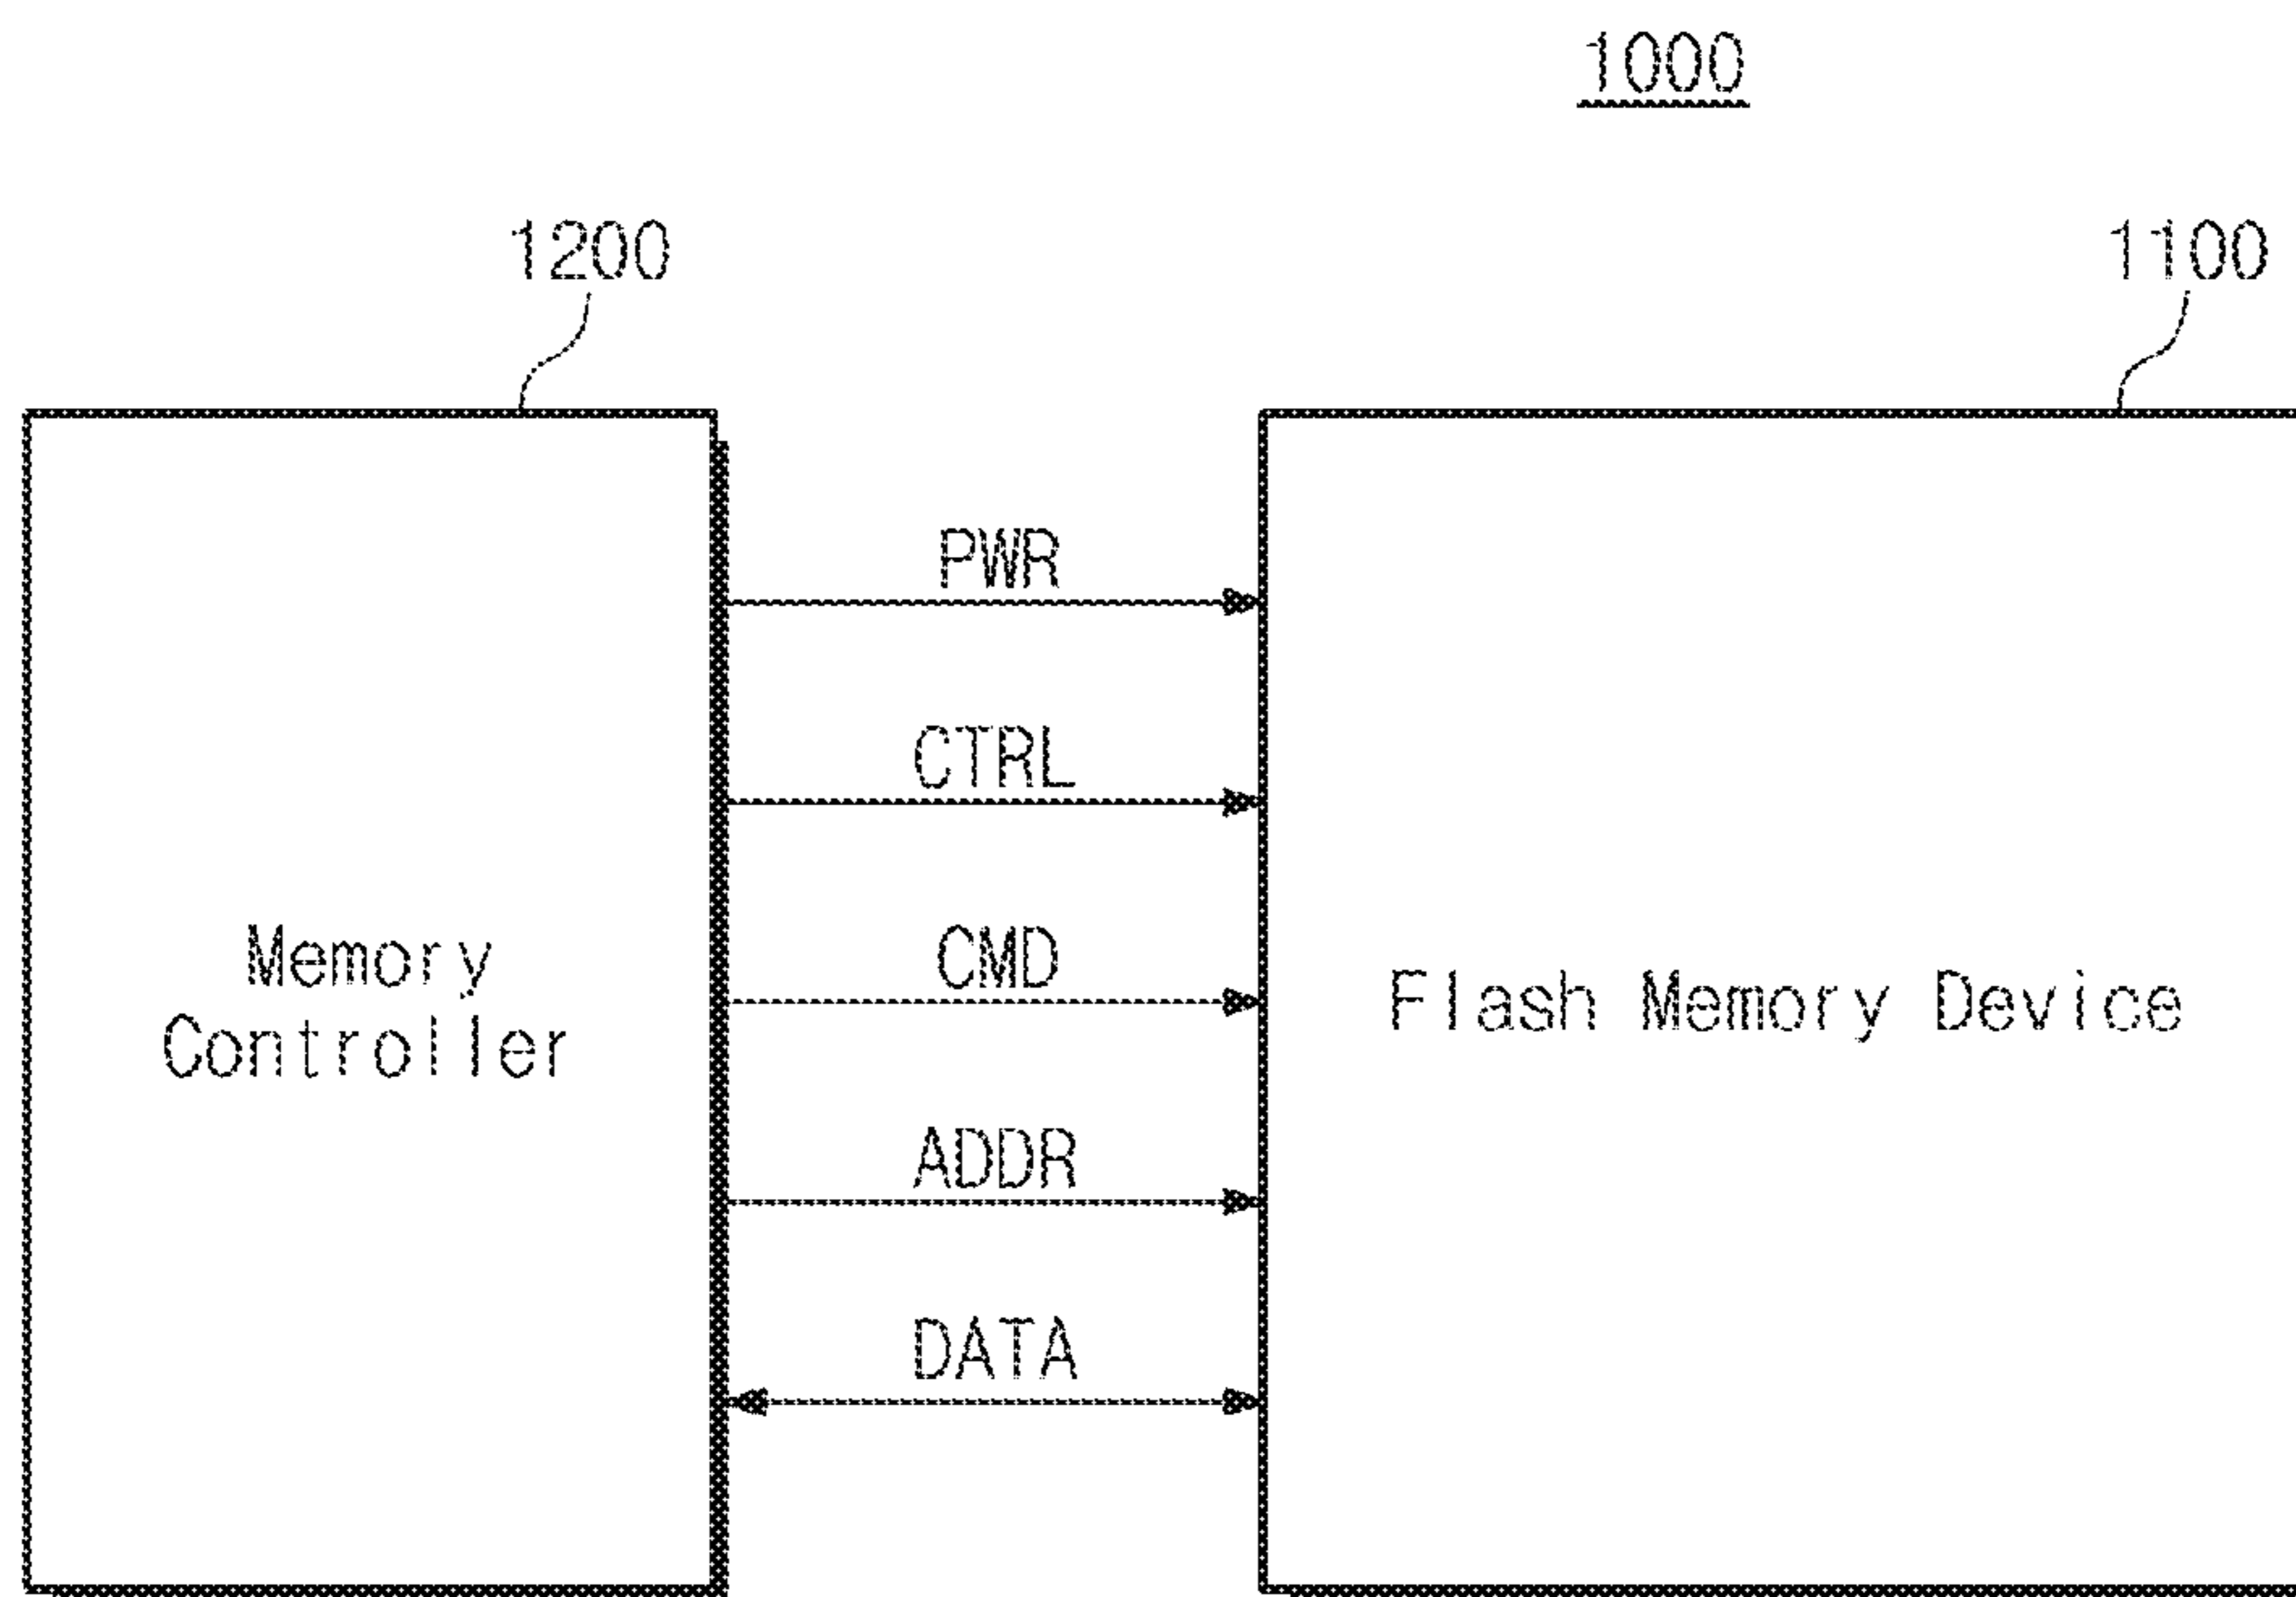 1000
1200
1100
PWR
CTRL
CMD
ADDR
DATA
Memory
Controller
Flash Memory Device